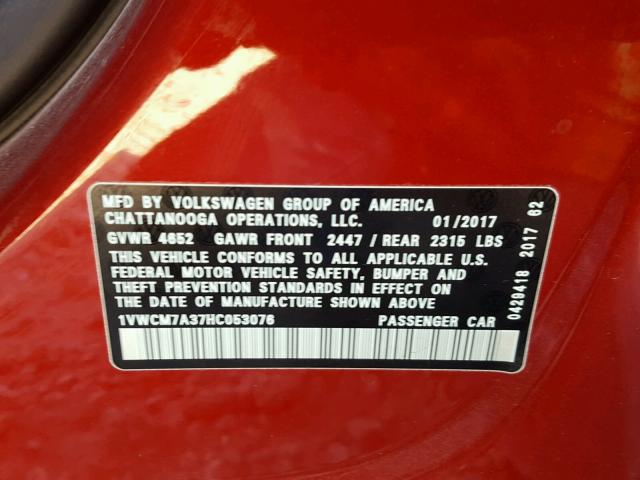 MFD BY VOLKSWAGEN GROUP OF AMERICA
CHATTANOOGA OPERATIONS, LLC. 01/2017
GVWR 4652 GAWR FRONT 2447 / REAR 2315 LBS
THIS VEHICLE CONFORMS TO ALL APPLICABLE U.S.
FEDERAL MOTOR VEHICLE SAFETY, BUMPER AND
THEFT PREVENTION STANDARDS IN EFFECT ON
THE DATE OF MANUFACTURE SHOWN ABOVE.
1VWCM7A37HC053076 PASSENGER CAR
0429418 2017 62